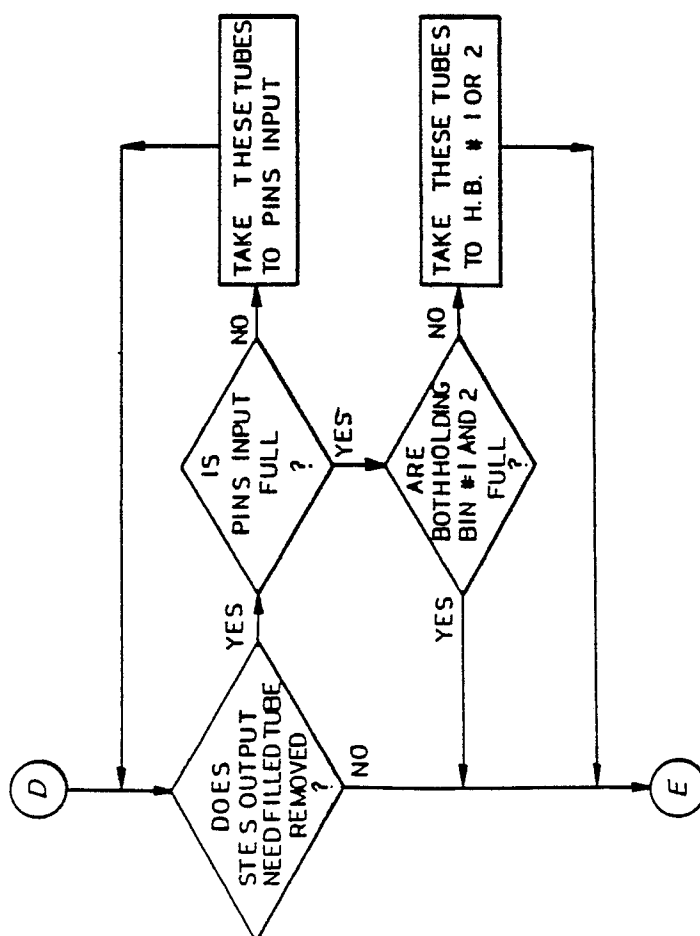 D
DOES
STES OUTPUT
NEED FILLED TUBE
REMOVED
?
YES
NO
IS
PINS INPUT
FULL
?
NO
YES
TAKE THESE TUBES
TO PINS INPUT
ARE
BOTH HOLDING
BIN #1 AND 2
FULL
?
YES
NO
TAKE THESE TUBES
TO H.B. # 1 OR 2
E